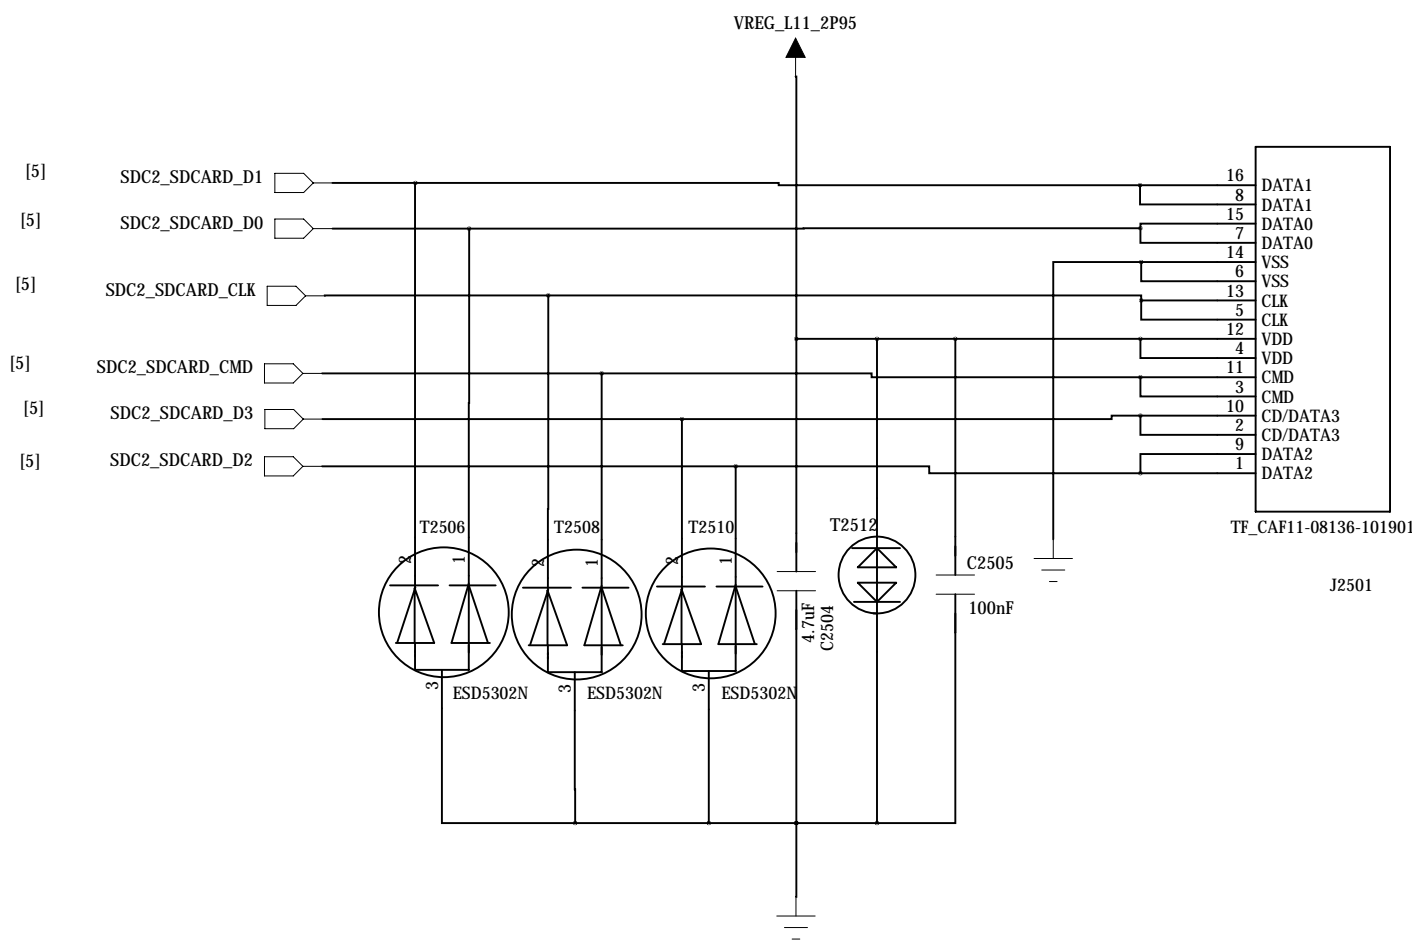 VREG_L11_2P95
[5] SDC2_SDCARD_D1
[5] SDC2_SDCARD_D0
[5] SDC2_SDCARD_CLK
[5] SDC2_SDCARD_CMD
[5] SDC2_SDCARD_D3
[5] SDC2_SDCARD_D2
16 DATA1
8 DATA1
15 DATA0
7 DATA0
14 VSS
6 VSS
13 CLK
5 CLK
12 VDD
4 VDD
11 CMD
3 CMD
10 CD/DATA3
2 CD/DATA3
9 DATA2
1 DATA2
TF_CAF11-08136-101901
J2501
T2506
2 1
3
ESD5302N
T2508
2 1
3
ESD5302N
T2510
2 1
3
ESD5302N
4.7uF
C2504
T2512
C2505
100nF